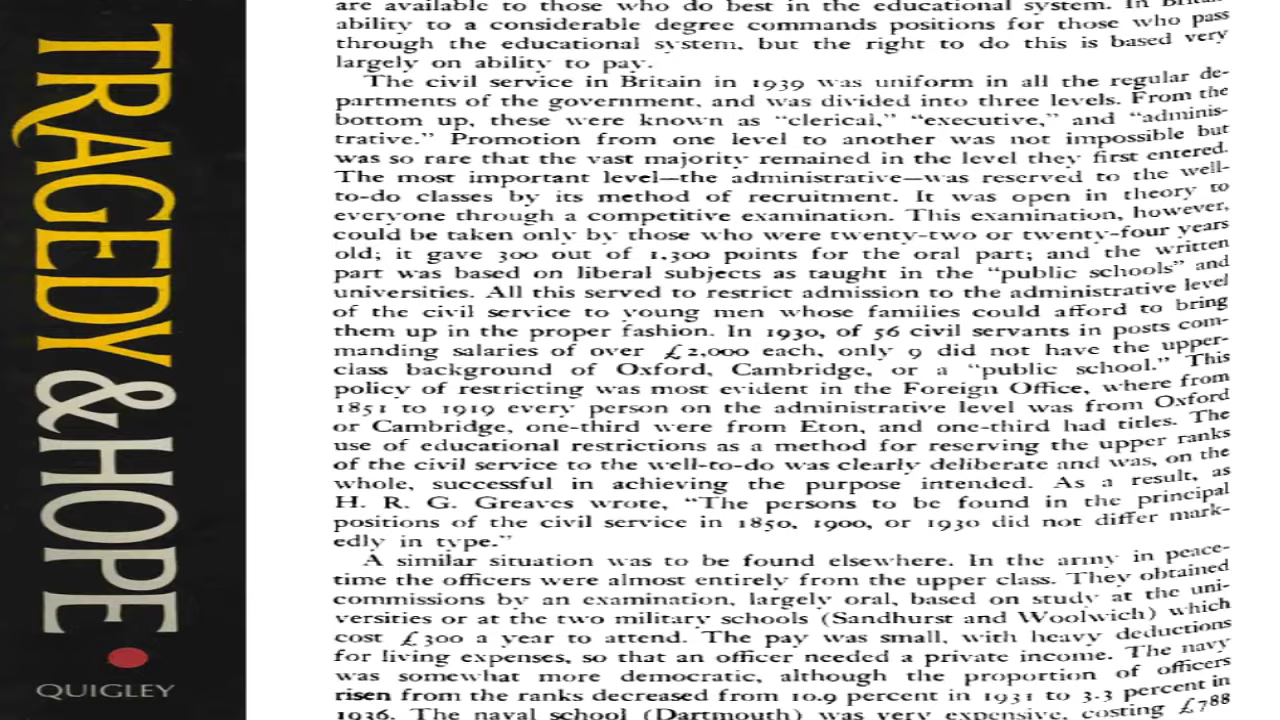 TRAGEDY & HOPE
QUIGLEY
are available to those who do best in the educational system. In Britain
ability to a considerable degree commands positions for those who pass
through the educational system, but the right to do this is based very
largely on ability to pay.
The civil service in Britain in 1939 was uniform in all the regular de-
partments of the government, and was divided into three levels. From the
bottom up, these were known as “clerical,” “executive,” and “adminis-
trative.” Promotion from one level to another was not impossible but
was so rare that the vast majority remained in the level they first entered.
The most important level—the administrative—was reserved to the well-
to-do classes by its method of recruitment. It was open in theory to
everyone through a competitive examination. This examination, however,
could be taken only by those who were twenty-two or twenty-four years
old; it gave 300 out of 1,300 points for the oral part; and the written
part was based on liberal subjects as taught in the “public schools” and
universities. All this served to restrict admission to the administrative level
of the civil service to young men whose families could afford to bring
them up in the proper fashion. In 1930, of 56 civil servants in posts com-
manding salaries of over £2,000 each, only 9 did not have the upper-
class background of Oxford, Cambridge, or a “public school.” This
policy of restricting was most evident in the Foreign Office, where from
1851 to 1919 every person on the administrative level was from Oxford
or Cambridge, one-third were from Eton, and one-third had titles. The
use of educational restrictions as a method for reserving the upper ranks
of the civil service to the well-to-do was clearly deliberate and was, on the
whole, successful in achieving the purpose intended. As a result, as
H. R. G. Greaves wrote, “The persons to be found in the principal
positions of the civil service in 1850, 1900, or 1930 did not differ mark-
edly in type.”
A similar situation was to be found elsewhere. In the army in peace-
time the officers were almost entirely from the upper class. They obtained
commissions by an examination, largely oral, based on study at the uni-
versities or at the two military schools (Sandhurst and Woolwich) which
cost £300 a year to attend. The pay was small, with heavy deductions
for living expenses, so that an officer needed a private income. The navy
was somewhat more democratic, although the proportion of officers
risen from the ranks decreased from 10.9 percent in 1931 to 3.3 percent in
1936. The naval school (Dartmouth) was very expensive, costing £788